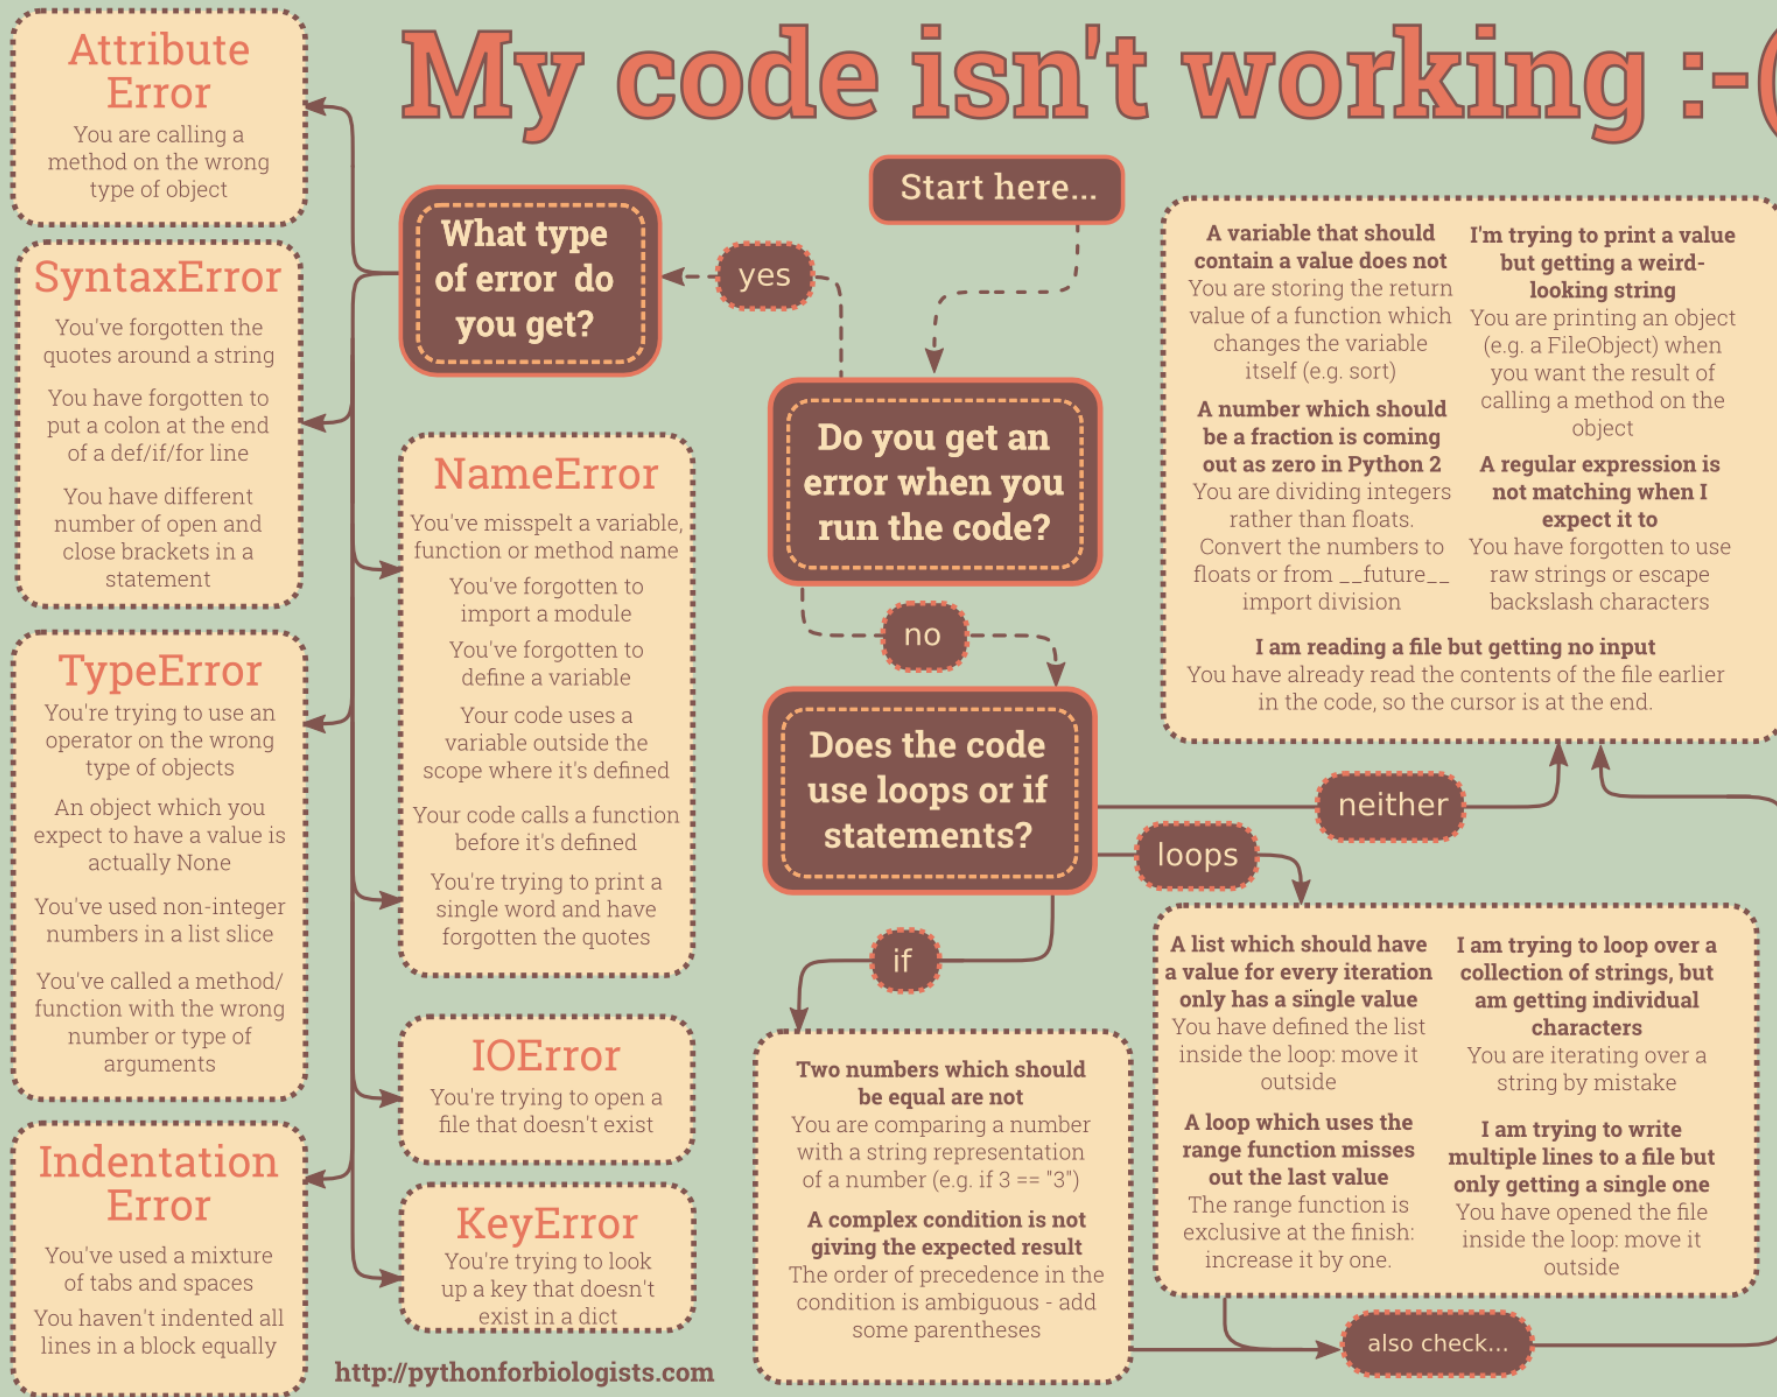 My code isn't working :-(
Start here...
Do you get an
error when you
run the code?
yes
What type
of error do
you get?
Attribute
Error
You are calling a
method on the wrong
type of object
SyntaxError
You've forgotten the
quotes around a string
You have forgotten to
put a colon at the end
of a def/if/for line
You have different
number of open and
close brackets in a
statement
TypeError
You're trying to use an
operator on the wrong
type of objects
An object which you
expect to have a value is
actually None
You've used non-integer
numbers in a list slice
You've called a method/
function with the wrong
number or type of
arguments
Indentation
Error
You've used a mixture
of tabs and spaces
You haven't indented all
lines in a block equally
NameError
You've misspelt a variable,
function or method name
You've forgotten to
import a module
You've forgotten to
define a variable
Your code uses a
variable outside the
scope where it's defined
Your code calls a function
before it's defined
You're trying to print a
single word and have
forgotten the quotes
IOError
You're trying to open a
file that doesn't exist
KeyError
You're trying to look
up a key that doesn't
exist in a dict
http://pythonforbiologists.com
no
Does the code
use loops or if
statements?
if
Two numbers which should
be equal are not
You are comparing a number
with a string representation
of a number (e.g. if 3 == "3")
A complex condition is not
giving the expected result
The order of precedence in the
condition is ambiguous - add
some parentheses
loops
A list which should have
a value for every iteration
only has a single value
You have defined the list
inside the loop: move it
outside
A loop which uses the
range function misses
out the last value
The range function is
exclusive at the finish:
increase it by one.
I am trying to loop over a
collection of strings, but
am getting individual
characters
You are iterating over a
string by mistake
I am trying to write
multiple lines to a file but
only getting a single one
You have opened the file
inside the loop: move it
outside
also check...
neither
A variable that should
contain a value does not
You are storing the return
value of a function which
changes the variable
itself (e.g. sort)
A number which should
be a fraction is coming
out as zero in Python 2
You are dividing integers
rather than floats.
Convert the numbers to
floats or from __future__
import division
I'm trying to print a value
but getting a weird-
looking string
You are printing an object
(e.g. a FileObject) when
you want the result of
calling a method on the
object
A regular expression is
not matching when I
expect it to
You have forgotten to use
raw strings or escape
backslash characters
I am reading a file but getting no input
You have already read the contents of the file earlier
in the code, so the cursor is at the end.